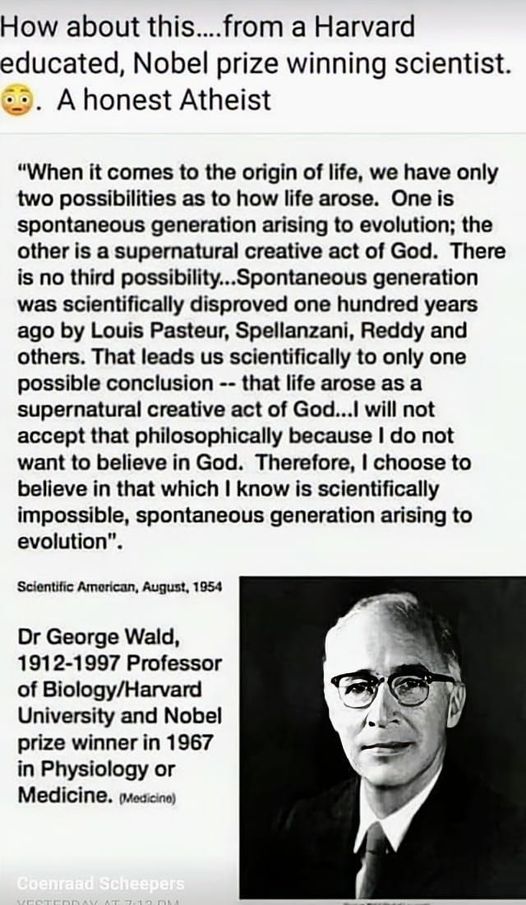 How about this....from a Harvard
educated, Nobel prize winning scientist.
😳. A honest Atheist
“When it comes to the origin of life, we have only
two possibilities as to how life arose. One is
spontaneous generation arising to evolution; the
other is a supernatural creative act of God. There
is no third possibility...Spontaneous generation
was scientifically disproved one hundred years
ago by Louis Pasteur, Spellanzani, Reddy and
others. That leads us scientifically to only one
possible conclusion -- that life arose as a
supernatural creative act of God...I will not
accept that philosophically because I do not
want to believe in God. Therefore, I choose to
believe in that which I know is scientifically
impossible, spontaneous generation arising to
evolution”.
Scientific American, August, 1954
Dr George Wald,
1912-1997 Professor
of Biology/Harvard
University and Nobel
prize winner in 1967
in Physiology or
Medicine. (Medicine)
Coenraad Scheepers
YESTERDAY AT 7:13 PM